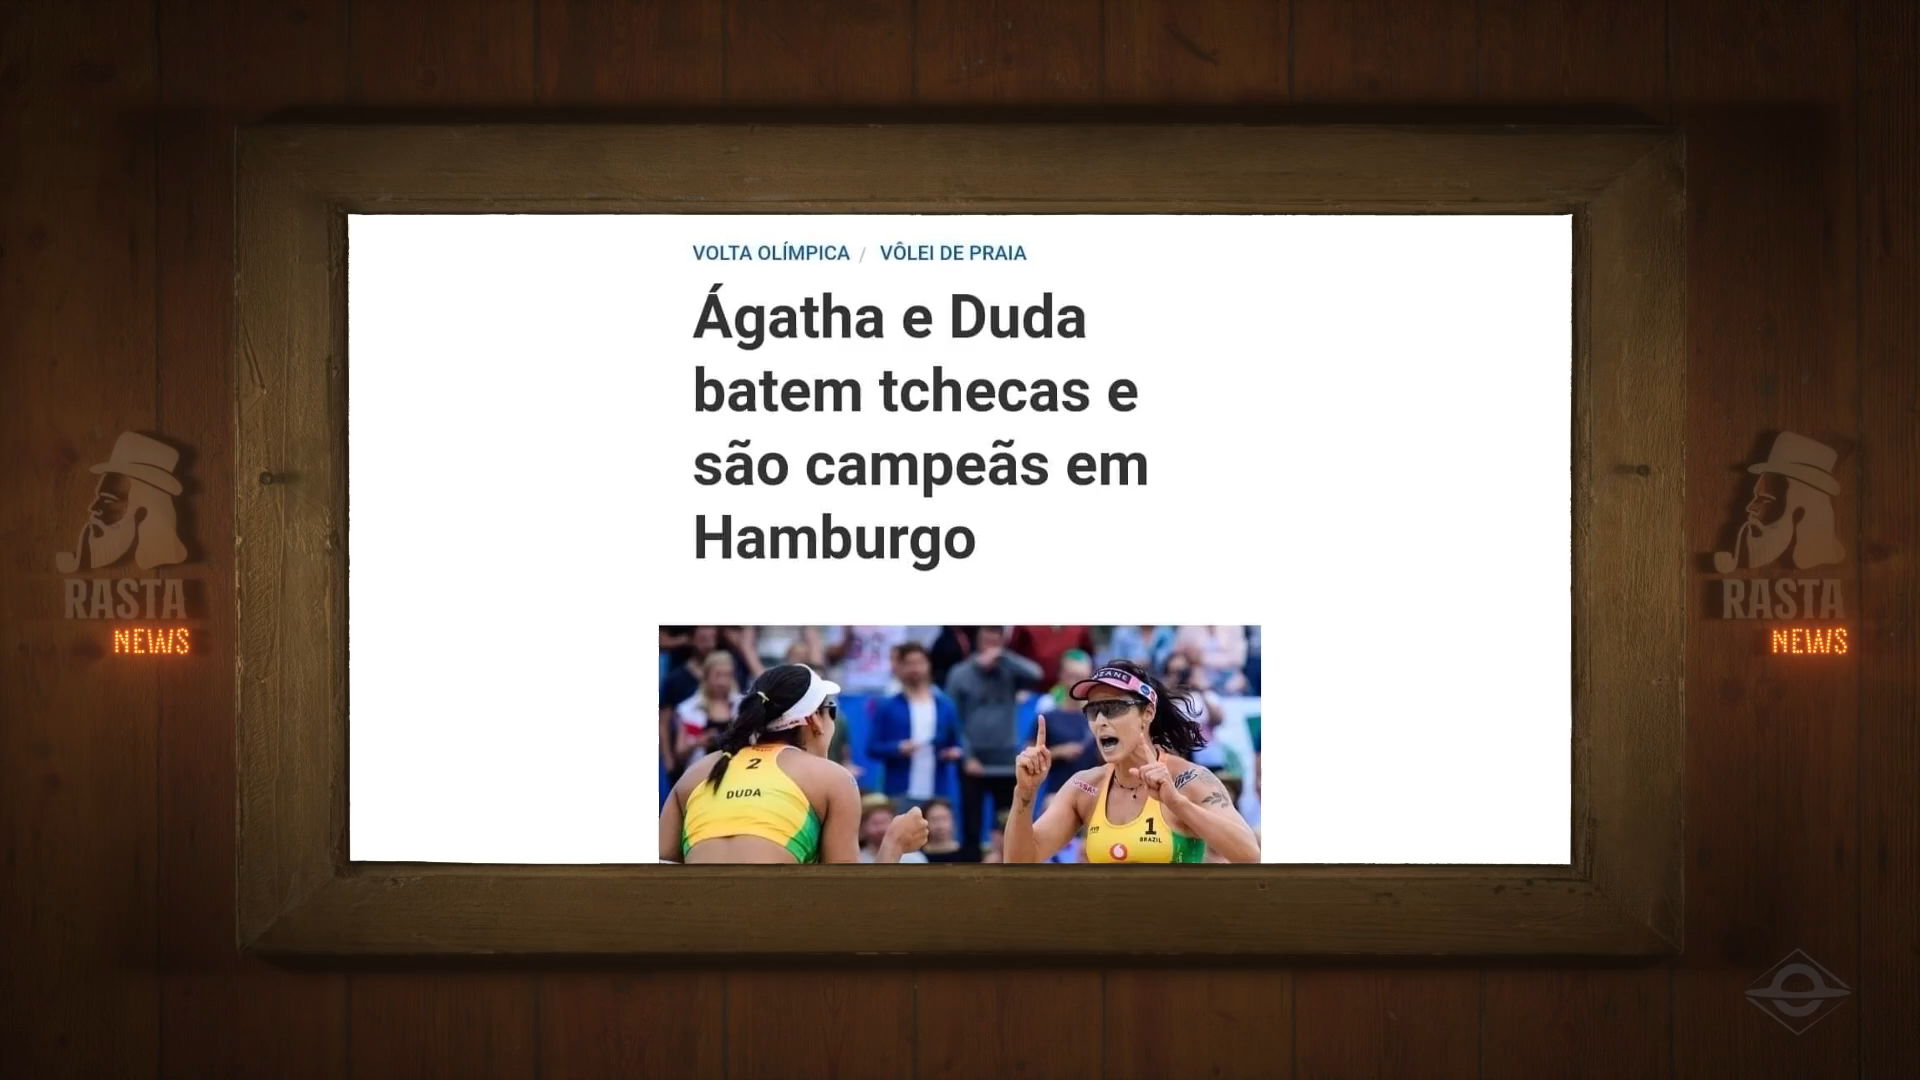 VOLTA OLÍMPICA / VÔLEI DE PRAIA
Ágatha e Duda
batem tchecas e
são campeãs em
Hamburgo
RASTA
NEWS
RASTA
NEWS
2
DUDA
1
BRAZIL